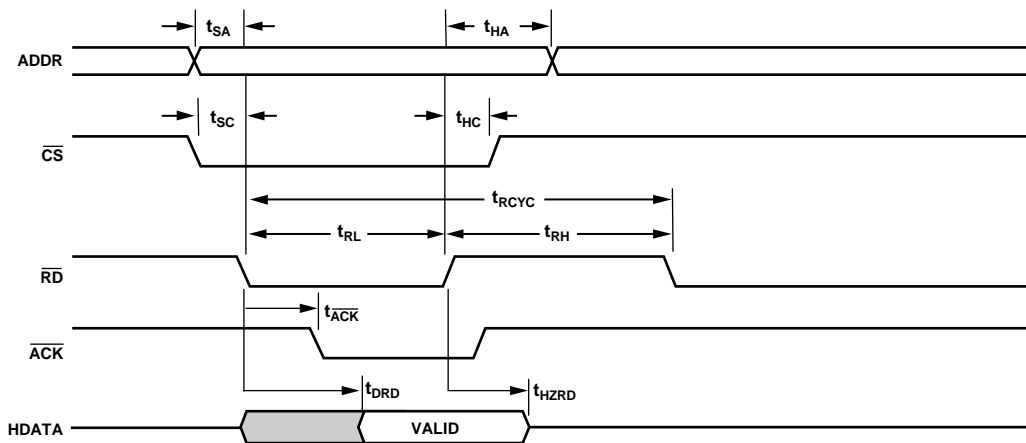 tSA tHA
ADDR
tSC tHC
CS
tRCYC
tRL tRH
RD
tACK
ACK
tDRD tHZRD
HDATA VALID